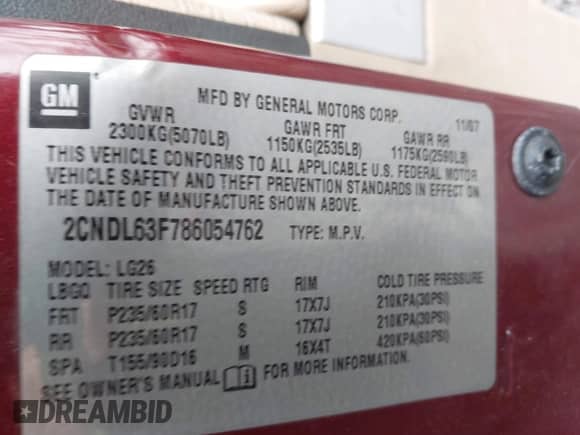 GM
MFD BY GENERAL MOTORS CORP. 11/07
GVWR GAWR FRT GAWR RR
2300KG(5070LB) 1150KG(2535LB) 1175KG(2590LB)
THIS VEHICLE CONFORMS TO ALL APPLICABLE U.S. FEDERAL MOTOR
VEHICLE SAFETY AND THEFT PREVENTION STANDARDS IN EFFECT ON
THE DATE OF MANUFACTURE SHOWN ABOVE.
2CNDL63F786054762 TYPE: M.P.V.
MODEL: LG26
LBGO TIRE SIZE SPEED RTG RIM COLD TIRE PRESSURE
FRT P235/60R17 S 17X7J 210KPA(30PSI)
RR P235/60R17 S 17X7J 210KPA(30PSI)
SPA T155/90D16 M 16X4T 420KPA(60PSI)
SEE OWNER'S MANUAL FOR MORE INFORMATION.
DREAMBID